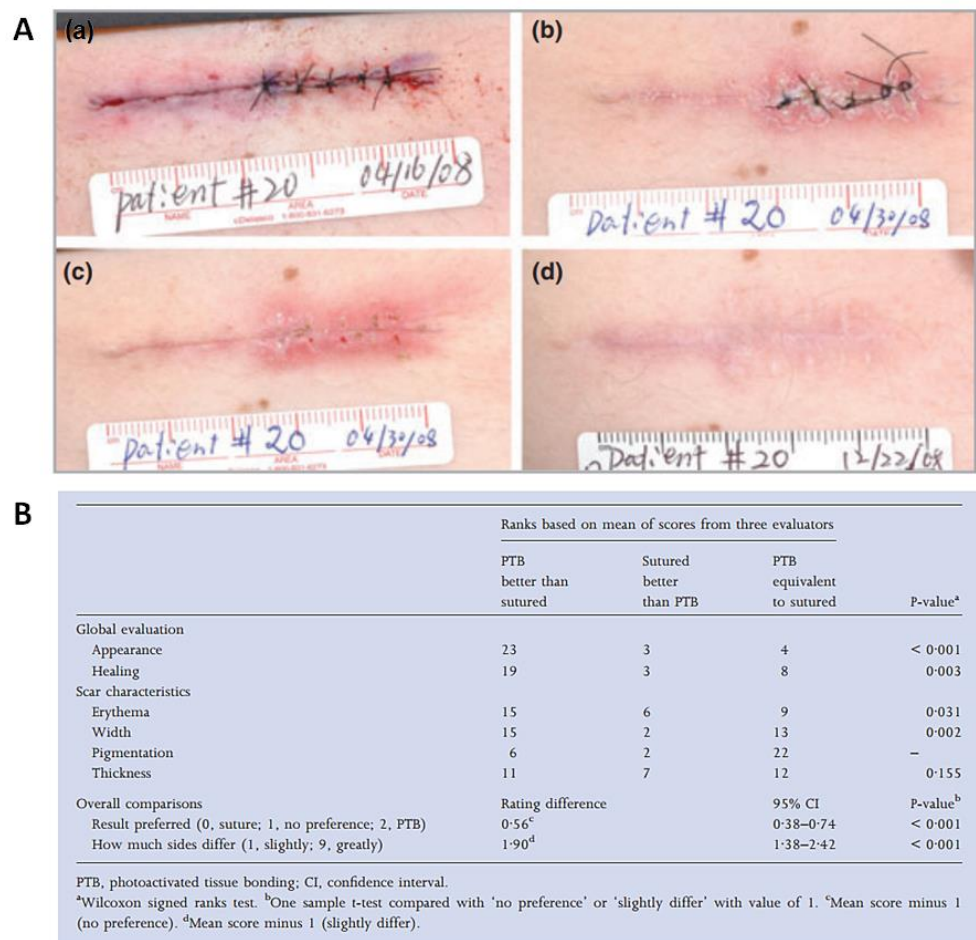 A
(a)
patient #20 04/16/08
NAME AREA DATE
(b)
Patient # 20 04/30/08
(c)
patient # 20 04/30/08
AREA
(d)
Patient #20 12/22/08
B
Ranks based on mean of scores from three evaluators
PTB better than sutured Sutured better than PTB PTB equivalent to sutured P-valueᵃ
Global evaluation
Appearance 23 3 4 < 0·001
Healing 19 3 8 0·003
Scar characteristics
Erythema 15 6 9 0·031
Width 15 2 13 0·002
Pigmentation 6 2 22 –
Thickness 11 7 12 0·155
Overall comparisons Rating difference 95% CI P-valueᵇ
Result preferred (0, suture; 1, no preference; 2, PTB) 0·56ᶜ 0·38–0·74 < 0·001
How much sides differ (1, slightly; 9, greatly) 1·90ᵈ 1·38–2·42 < 0·001
PTB, photoactivated tissue bonding; CI, confidence interval.
ᵃWilcoxon signed ranks test. ᵇOne sample t-test compared with ‘no preference’ or ‘slightly differ’ with value of 1. ᶜMean score minus 1
(no preference). ᵈMean score minus 1 (slightly differ).